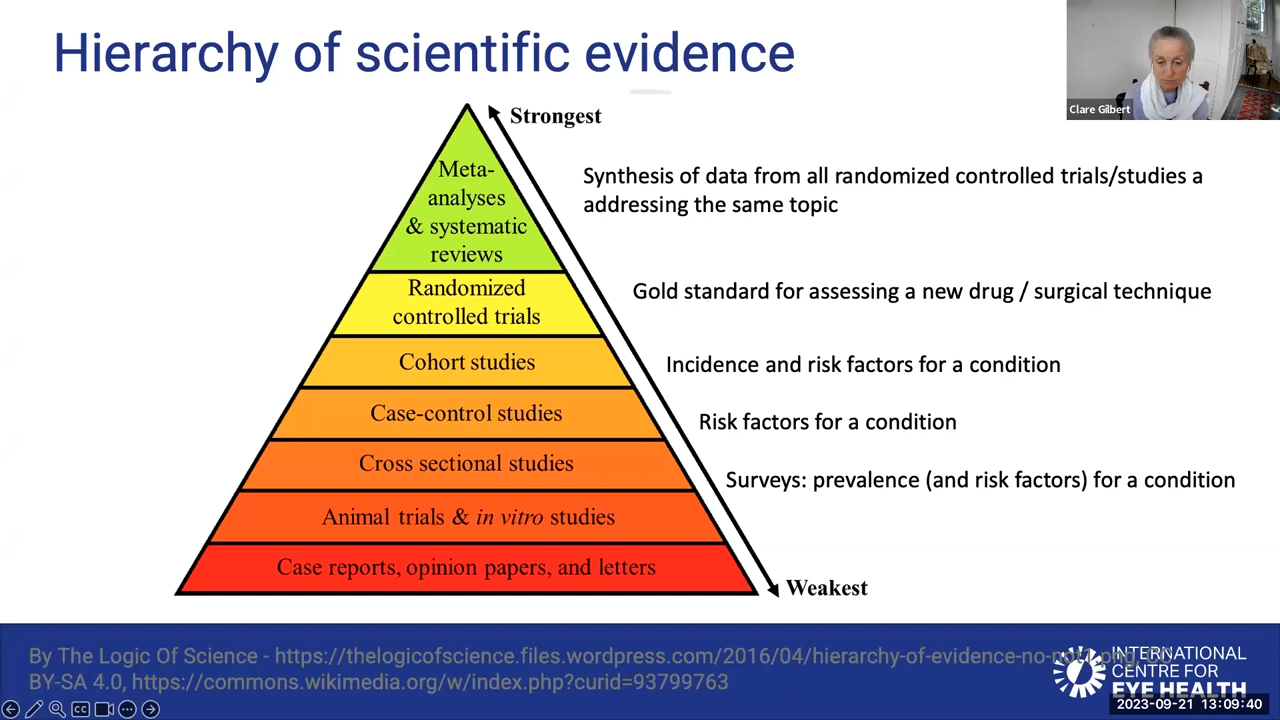 Hierarchy of scientific evidence
Clare Gilbert
Strongest
Meta-
analyses
& systematic
reviews
Synthesis of data from all randomized controlled trials/studies a
addressing the same topic
Randomized
controlled trials
Gold standard for assessing a new drug / surgical technique
Cohort studies
Incidence and risk factors for a condition
Case-control studies
Risk factors for a condition
Cross sectional studies
Surveys: prevalence (and risk factors) for a condition
Animal trials & in vitro studies
Case reports, opinion papers, and letters
Weakest
By The Logic Of Science - https://thelogicofscience.files.wordpress.com/2016/04/hierarchy-of-evidence-no-
BY-SA 4.0, https://commons.wikimedia.org/w/index.php?curid=93799763
INTERNATIONAL
CENTRE FOR
EYE HEALTH
CC
2023-09-21 13:09:40